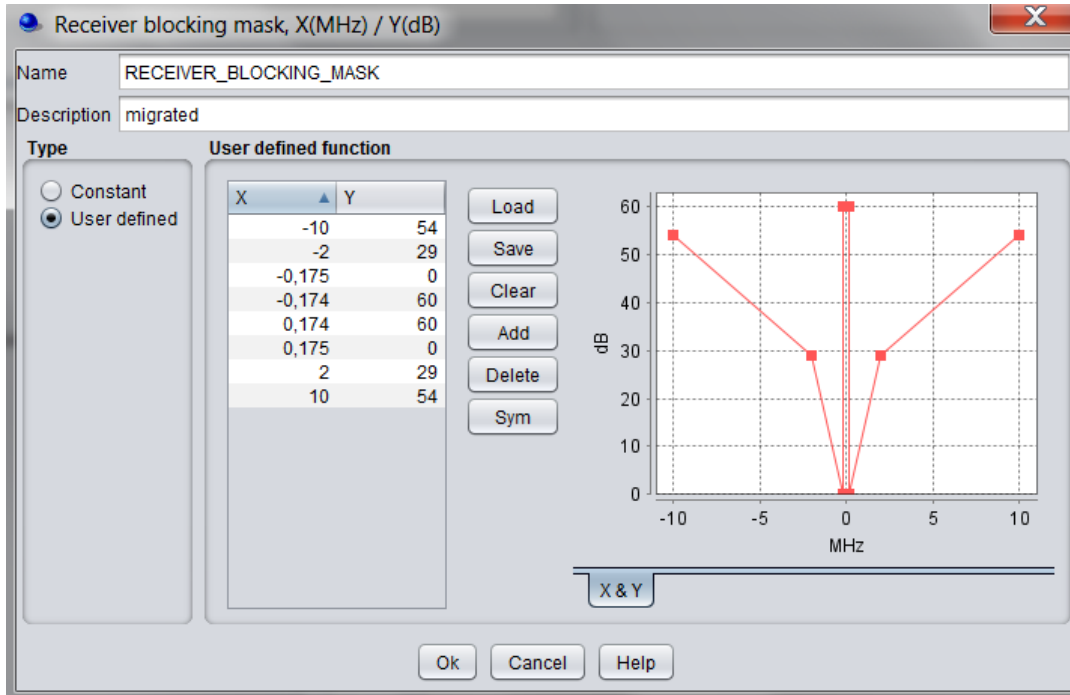 Receiver blocking mask, X(MHz) / Y(dB)
X
Name RECEIVER_BLOCKING_MASK
Description migrated
Type
Constant
User defined
User defined function
X Y
-10 54
-2 29
-0,175 0
-0,174 60
0,174 60
0,175 0
2 29
10 54
Load
Save
Clear
Add
Delete
Sym
60
50
40
30
20
10
0
dB
-10 -5 0 5 10
MHz
X & Y
Ok Cancel Help